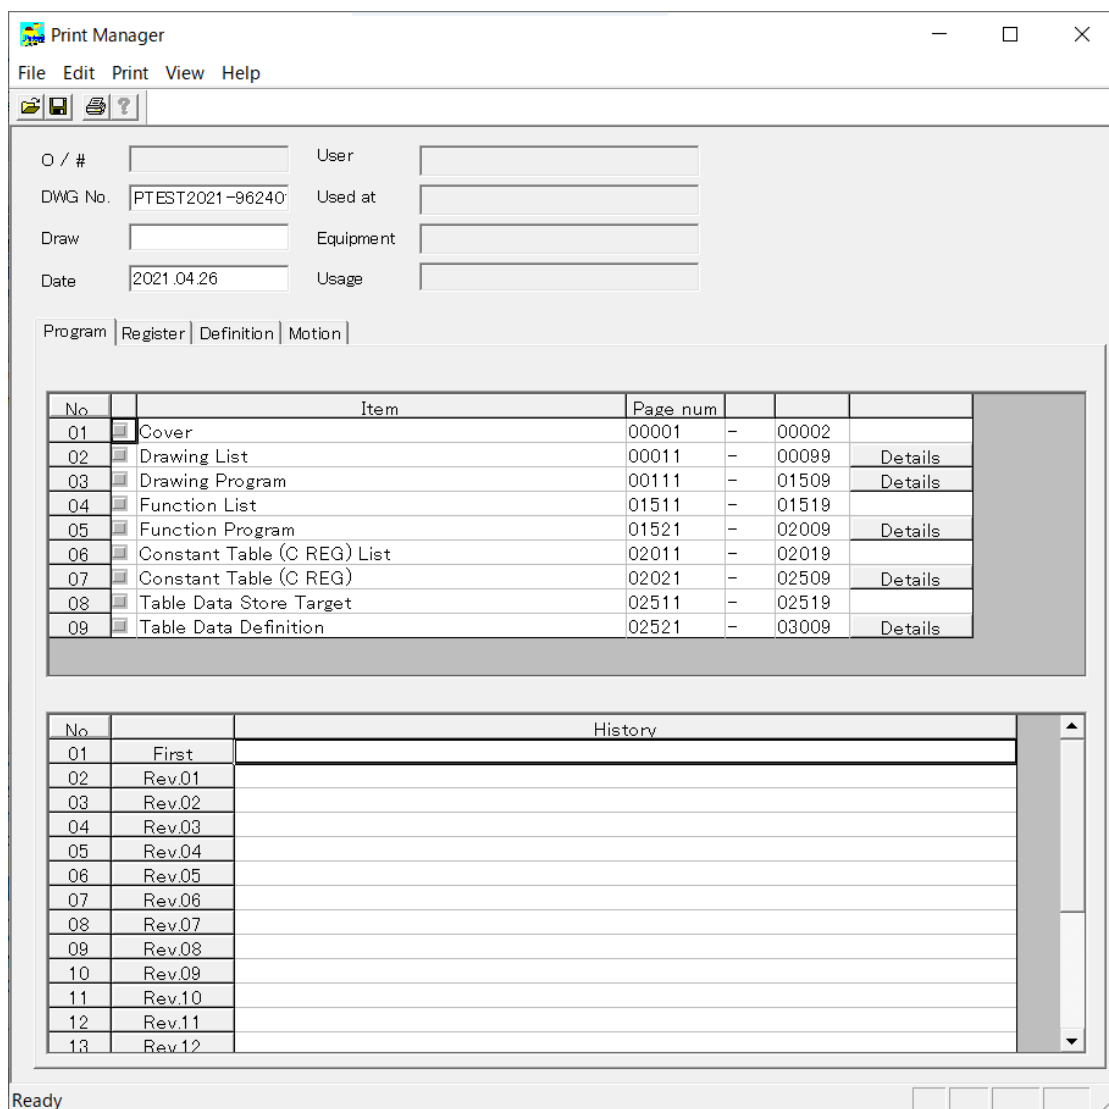 Print Manager
File Edit Print View Help
O / # User
DWG No. PTEST2021-96240 Used at
Draw Equipment
Date 2021.04.26 Usage
Program Register Definition Motion
No Item Page num
01 Cover 00001 - 00002
02 Drawing List 00011 - 00099 Details
03 Drawing Program 00111 - 01509 Details
04 Function List 01511 - 01519
05 Function Program 01521 - 02009 Details
06 Constant Table (C REG) List 02011 - 02019
07 Constant Table (C REG) 02021 - 02509 Details
08 Table Data Store Target 02511 - 02519
09 Table Data Definition 02521 - 03009 Details
No History
01 First
02 Rev.01
03 Rev.02
04 Rev.03
05 Rev.04
06 Rev.05
07 Rev.06
08 Rev.07
09 Rev.08
10 Rev.09
11 Rev.10
12 Rev.11
13 Rev.12
Ready